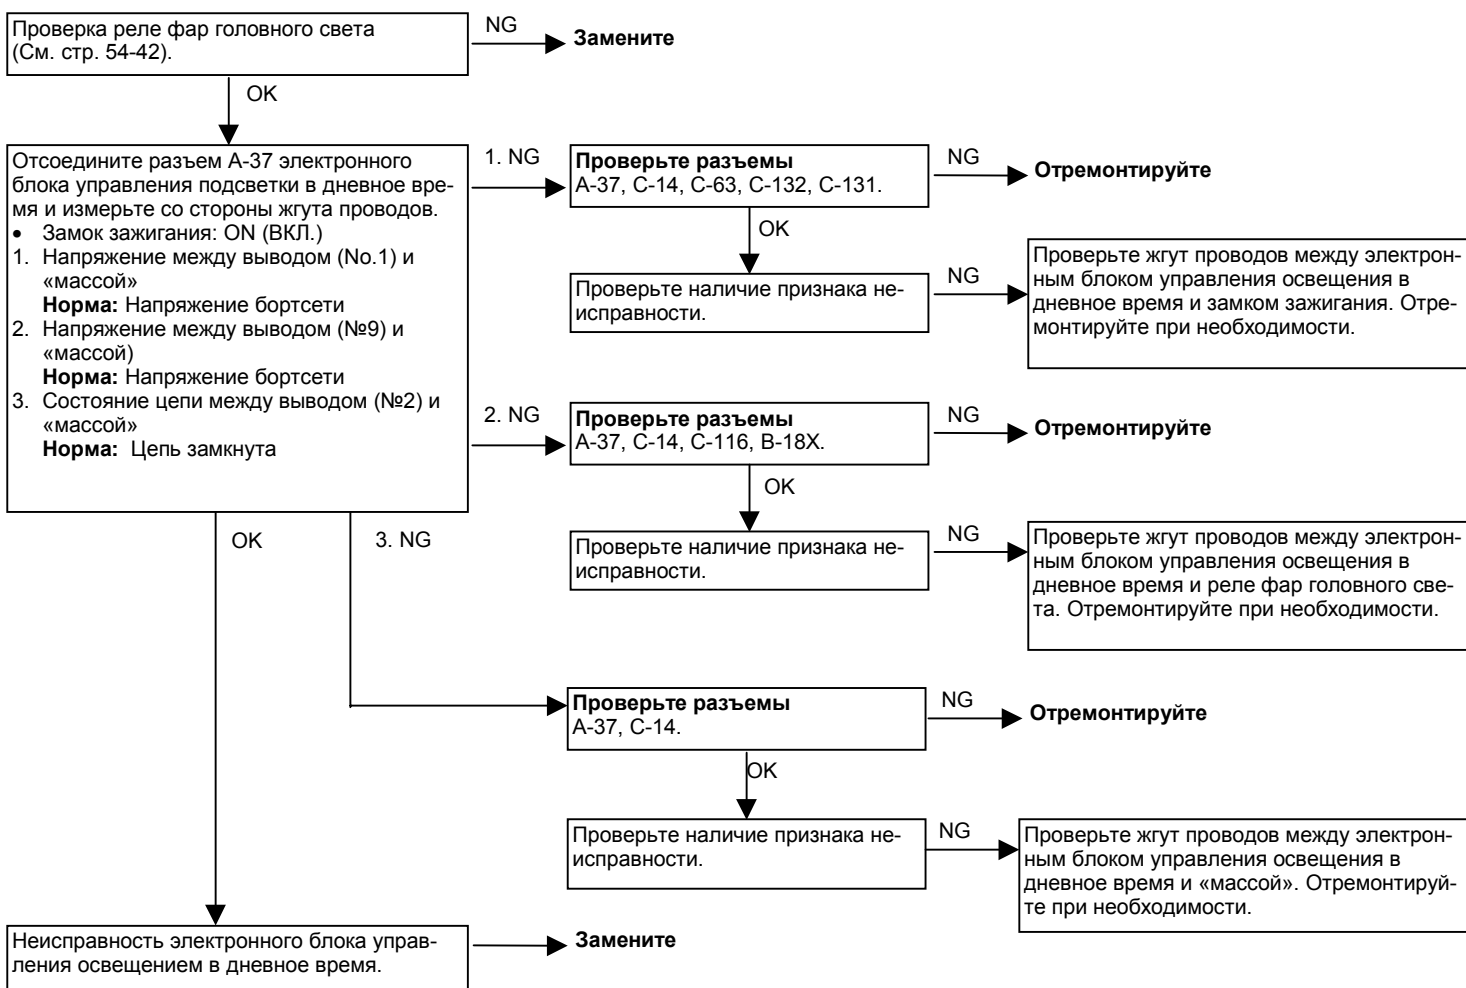 Проверка реле фар головного света
(См. стр. 54-42).
NG
Замените
OK
Отсоедините разъем А-37 электронного
блока управления подсветки в дневное вре-
мя и измерьте со стороны жгута проводов.
• Замок зажигания: ON (ВКЛ.)
1. Напряжение между выводом (No.1) и
«массой»
Норма: Напряжение бортсети
2. Напряжение между выводом (№9) и
«массой)
Норма: Напряжение бортсети
3. Состояние цепи между выводом (№2) и
«массой»
Норма: Цепь замкнута
1. NG
Проверьте разъемы
А-37, С-14, С-63, С-132, С-131.
NG
Отремонтируйте
OK
Проверьте наличие признака не-
исправности.
NG
Проверьте жгут проводов между электрон-
ным блоком управления освещения в
дневное время и замком зажигания. Отре-
монтируйте при необходимости.
2. NG
Проверьте разъемы
А-37, С-14, С-116, В-18Х.
NG
Отремонтируйте
OK
Проверьте наличие признака не-
исправности.
NG
Проверьте жгут проводов между электрон-
ным блоком управления освещения в
дневное время и реле фар головного све-
та. Отремонтируйте при необходимости.
OK
3. NG
Проверьте разъемы
А-37, С-14.
NG
Отремонтируйте
OK
Проверьте наличие признака не-
исправности.
NG
Проверьте жгут проводов между электрон-
ным блоком управления освещения в
дневное время и «массой». Отремонтируй-
те при необходимости.
Неисправность электронного блока управ-
ления освещением в дневное время.
Замените